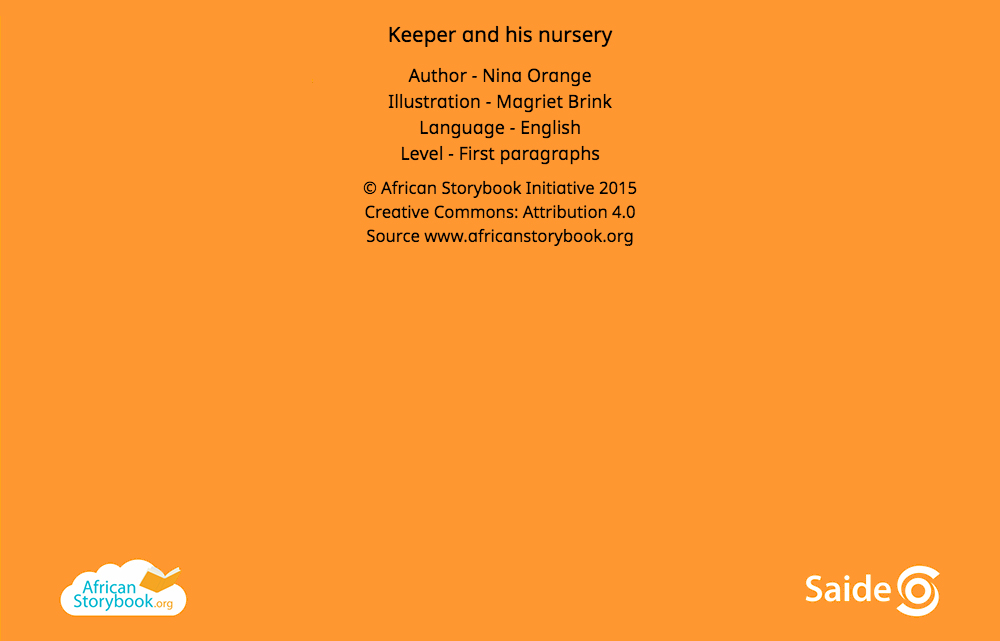 Keeper and his nursery
Author - Nina Orange
Illustration - Magriet Brink
Language - English
Level - First paragraphs
© African Storybook Initiative 2015
Creative Commons: Attribution 4.0
Source www.africanstorybook.org
African
Storybook.org
Saide